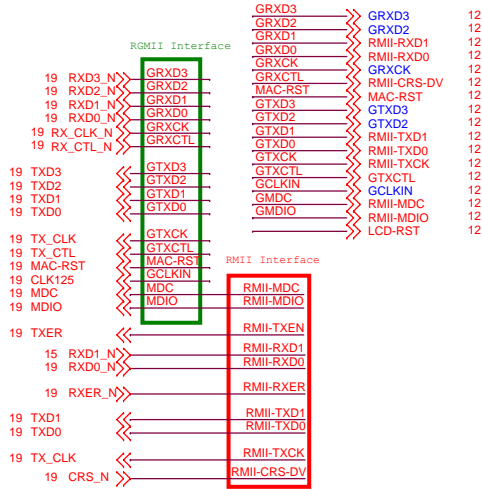 RGMII Interface
19 RXD3_N GRXD3
19 RXD2_N GRXD2
19 RXD1_N GRXD1
19 RXD0_N GRXD0
19 RX_CLK_N GRXCK
19 RX_CTL_N GRXCTL
19 TXD3 GTXD3
19 TXD2 GTXD2
19 TXD1 GTXD1
19 TXD0 GTXD0
19 TX_CLK GTXCK
19 TX_CTL GTXCTL
19 MAC-RST MAC-RST
19 CLK125 GCLKIN
RMII Interface
19 MDC MDC RMII-MDC
19 MDIO MDIO RMII-MDIO
19 TXER RMII-TXEN
15 RXD1_N RMII-RXD1
19 RXD0_N RMII-RXD0
19 RXER_N RMII-RXER
19 TXD1 RMII-TXD1
19 TXD0 RMII-TXD0
19 TX_CLK RMII-TXCK
19 CRS_N RMII-CRS-DV
GRXD3 GRXD3 12
GRXD2 GRXD2 12
GRXD1 RMII-RXD1 12
GRXD0 RMII-RXD0 12
GRXCK GRXCK 12
GRXCTL RMII-CRS-DV 12
MAC-RST MAC-RST 12
GTXD3 GTXD3 12
GTXD2 GTXD2 12
GTXD1 RMII-TXD1 12
GTXD0 RMII-TXD0 12
GTXCK RMII-TXCK 12
GTXCTL GTXCTL 12
GCLKIN GCLKIN 12
GMDC RMII-MDC 12
GMDIO RMII-MDIO 12
LCD-RST 12